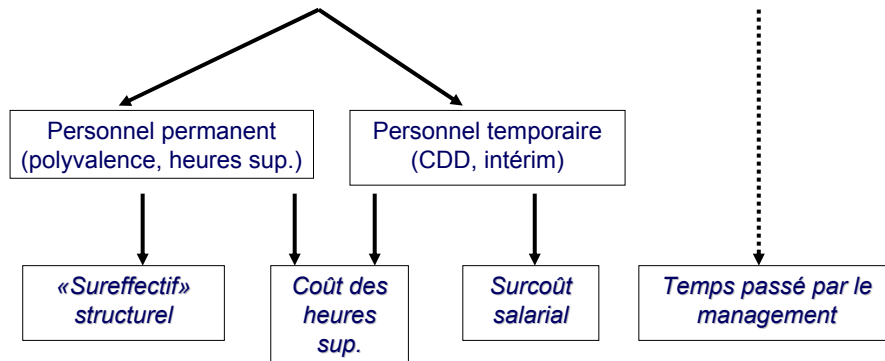 Personnel permanent
(polyvalence, heures sup.)
Personnel temporaire
(CDD, intérim)
«Sureffectif»
structurel
Coût des
heures
sup.
Surcoût
salarial
Temps passé par le
management